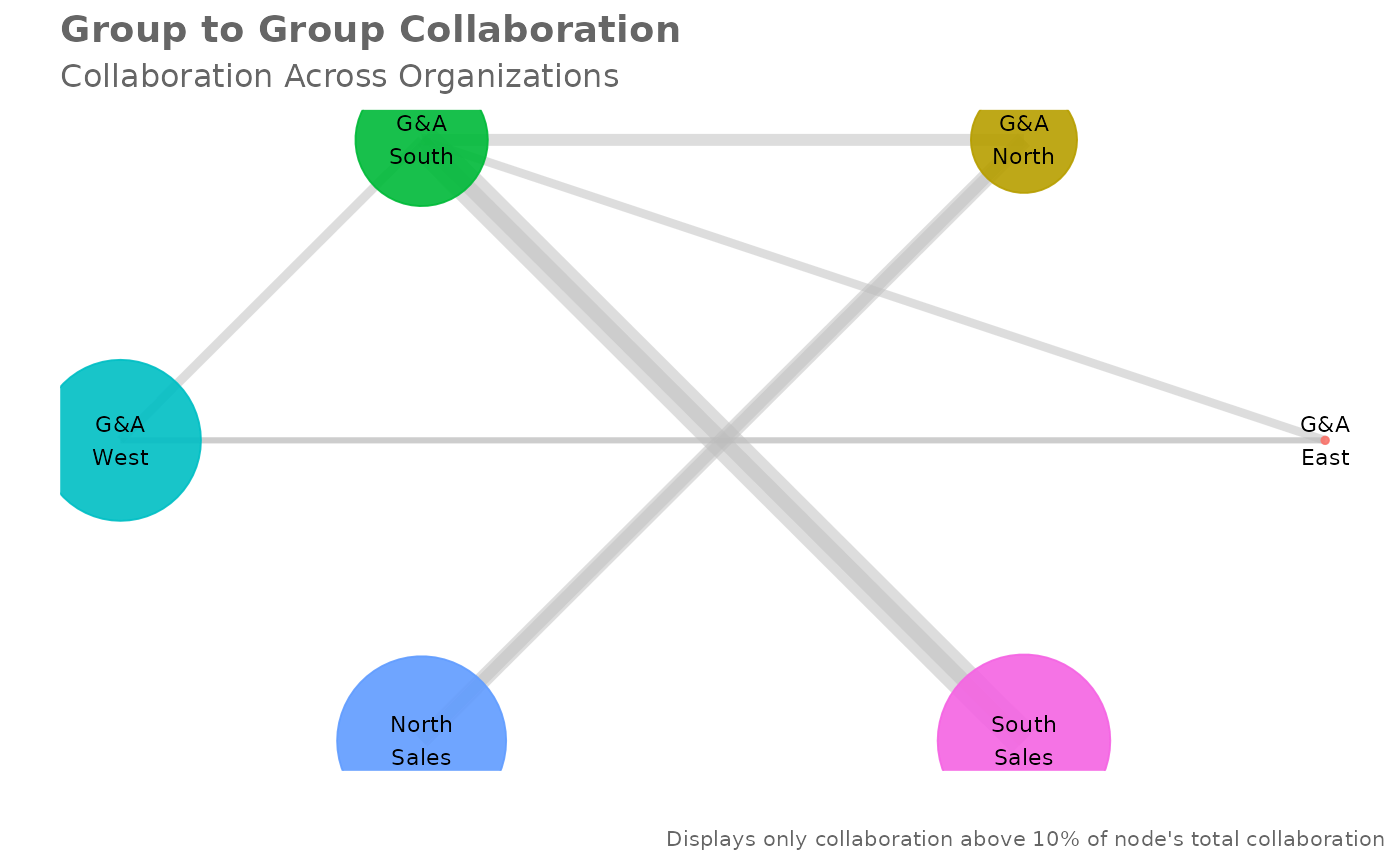 Group to Group Collaboration
Collaboration Across Organizations
G&A
South
G&A
North
G&A
West
G&A
East
North
Sales
South
Sales
Displays only collaboration above 10% of node's total collaboration